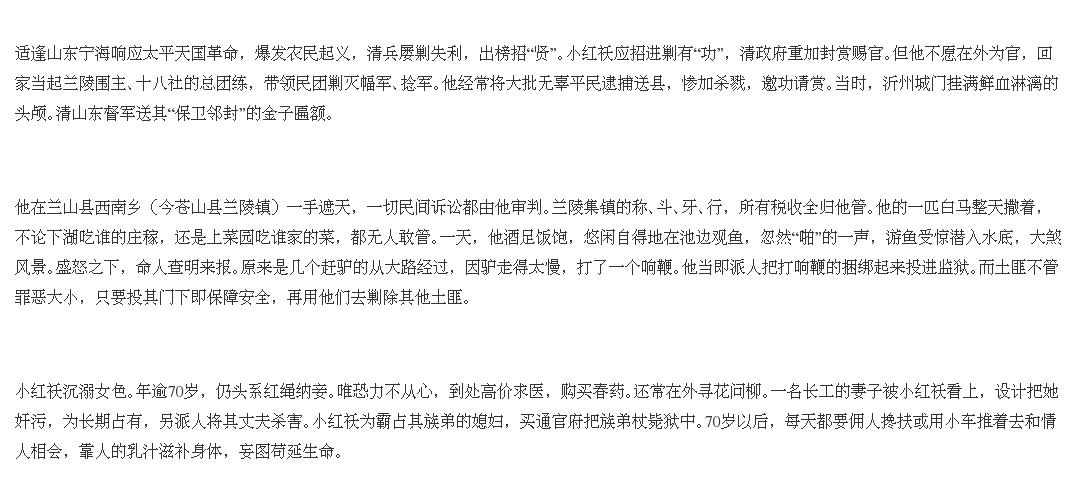 适逢山东宁海响应太平天国革命，爆发农民起义，清兵屡剿失利，出榜招“贤”。小红袄应招进剿有“功”，清政府重加封赏赐官。但他不愿在外为官，回
家当起兰陵围主、十八社的总团练，带领民团剿灭幅军、捻军。他经常将大批无辜平民逮捕送县，惨加杀戮，邀功请赏。当时，沂州城门挂满鲜血淋漓的
头颅。清山东督军送其“保卫邻封”的金子匾额。
他在兰山县西南乡（今苍山县兰陵镇）一手遮天，一切民间诉讼都由他审判。兰陵集镇的称、斗、牙、行，所有税收全归他管。他的一匹白马整天撒着，
不论下湖吃谁的庄稼，还是上菜园吃谁家的菜，都无人敢管。一天，他酒足饭饱，悠闲自得地在池边观鱼，忽然“啪”的一声，游鱼受惊潜入水底，大煞
风景。盛怒之下，命人查明来报。原来是几个赶驴的从大路经过，因驴走得太慢，打了一个响鞭。他当即派人把打响鞭的捆绑起来投进监狱。而土匪不管
罪恶大小，只要投其门下即保障安全，再用他们去剿除其他土匪。
小红袄沉溺女色。年逾70岁，仍头系红绳纳妾。唯恐力不从心，到处高价求医，购买春药。还常在外寻花问柳。一名长工的妻子被小红袄看上，设计把她
奸污，为长期占有，另派人将其丈夫杀害。小红袄为霸占其族弟的媳妇，买通官府把族弟杖毙狱中。70岁以后，每天都要佣人搀扶或用小车推着去和情
人相会，靠人的乳汁滋补身体，妄图苟延生命。